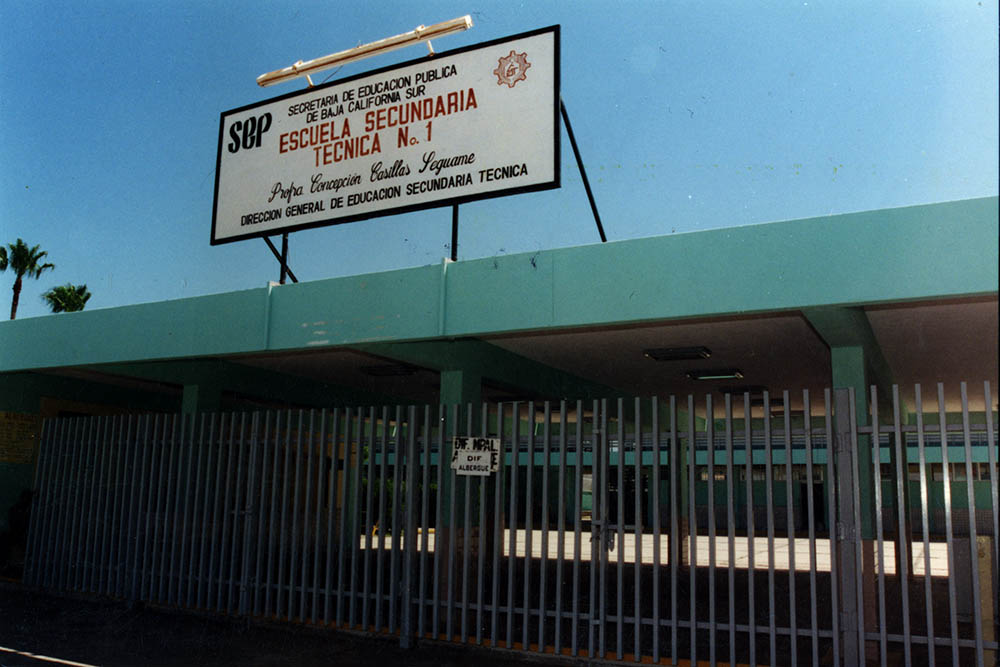 SECRETARIA DE EDUCACION PUBLICA
DE BAJA CALIFORNIA SUR
SEP
ESCUELA SECUNDARIA
TECNICA No. 1
Profra. Concepción Casillas Seguame
DIRECCION GENERAL DE EDUCACION SECUNDARIA TECNICA
DIF. MPAL
DIF
ALBERGUE